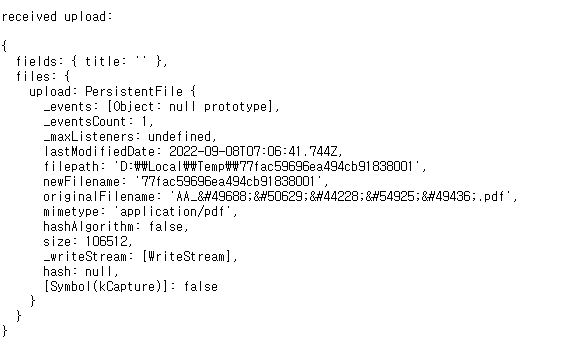 received upload:
{
fields: { title: '' },
files: {
upload: PersistentFile {
_events: [Object: null prototype],
_eventsCount: 1,
_maxListeners: undefined,
lastModifiedDate: 2022-09-08T07:06:41.744Z,
filepath: 'D:₩₩Local₩₩Temp₩₩77fac59696ea494cb91838001',
newFilename: '77fac59696ea494cb91838001',
originalFilename: 'AA_&#49688;&#50629;&#44228;&#54925;&#49436;.pdf',
mimetype: 'application/pdf',
hashAlgorithm: false,
size: 106512,
_writeStream: [WriteStream],
hash: null,
[Symbol(kCapture)]: false
}
}
}